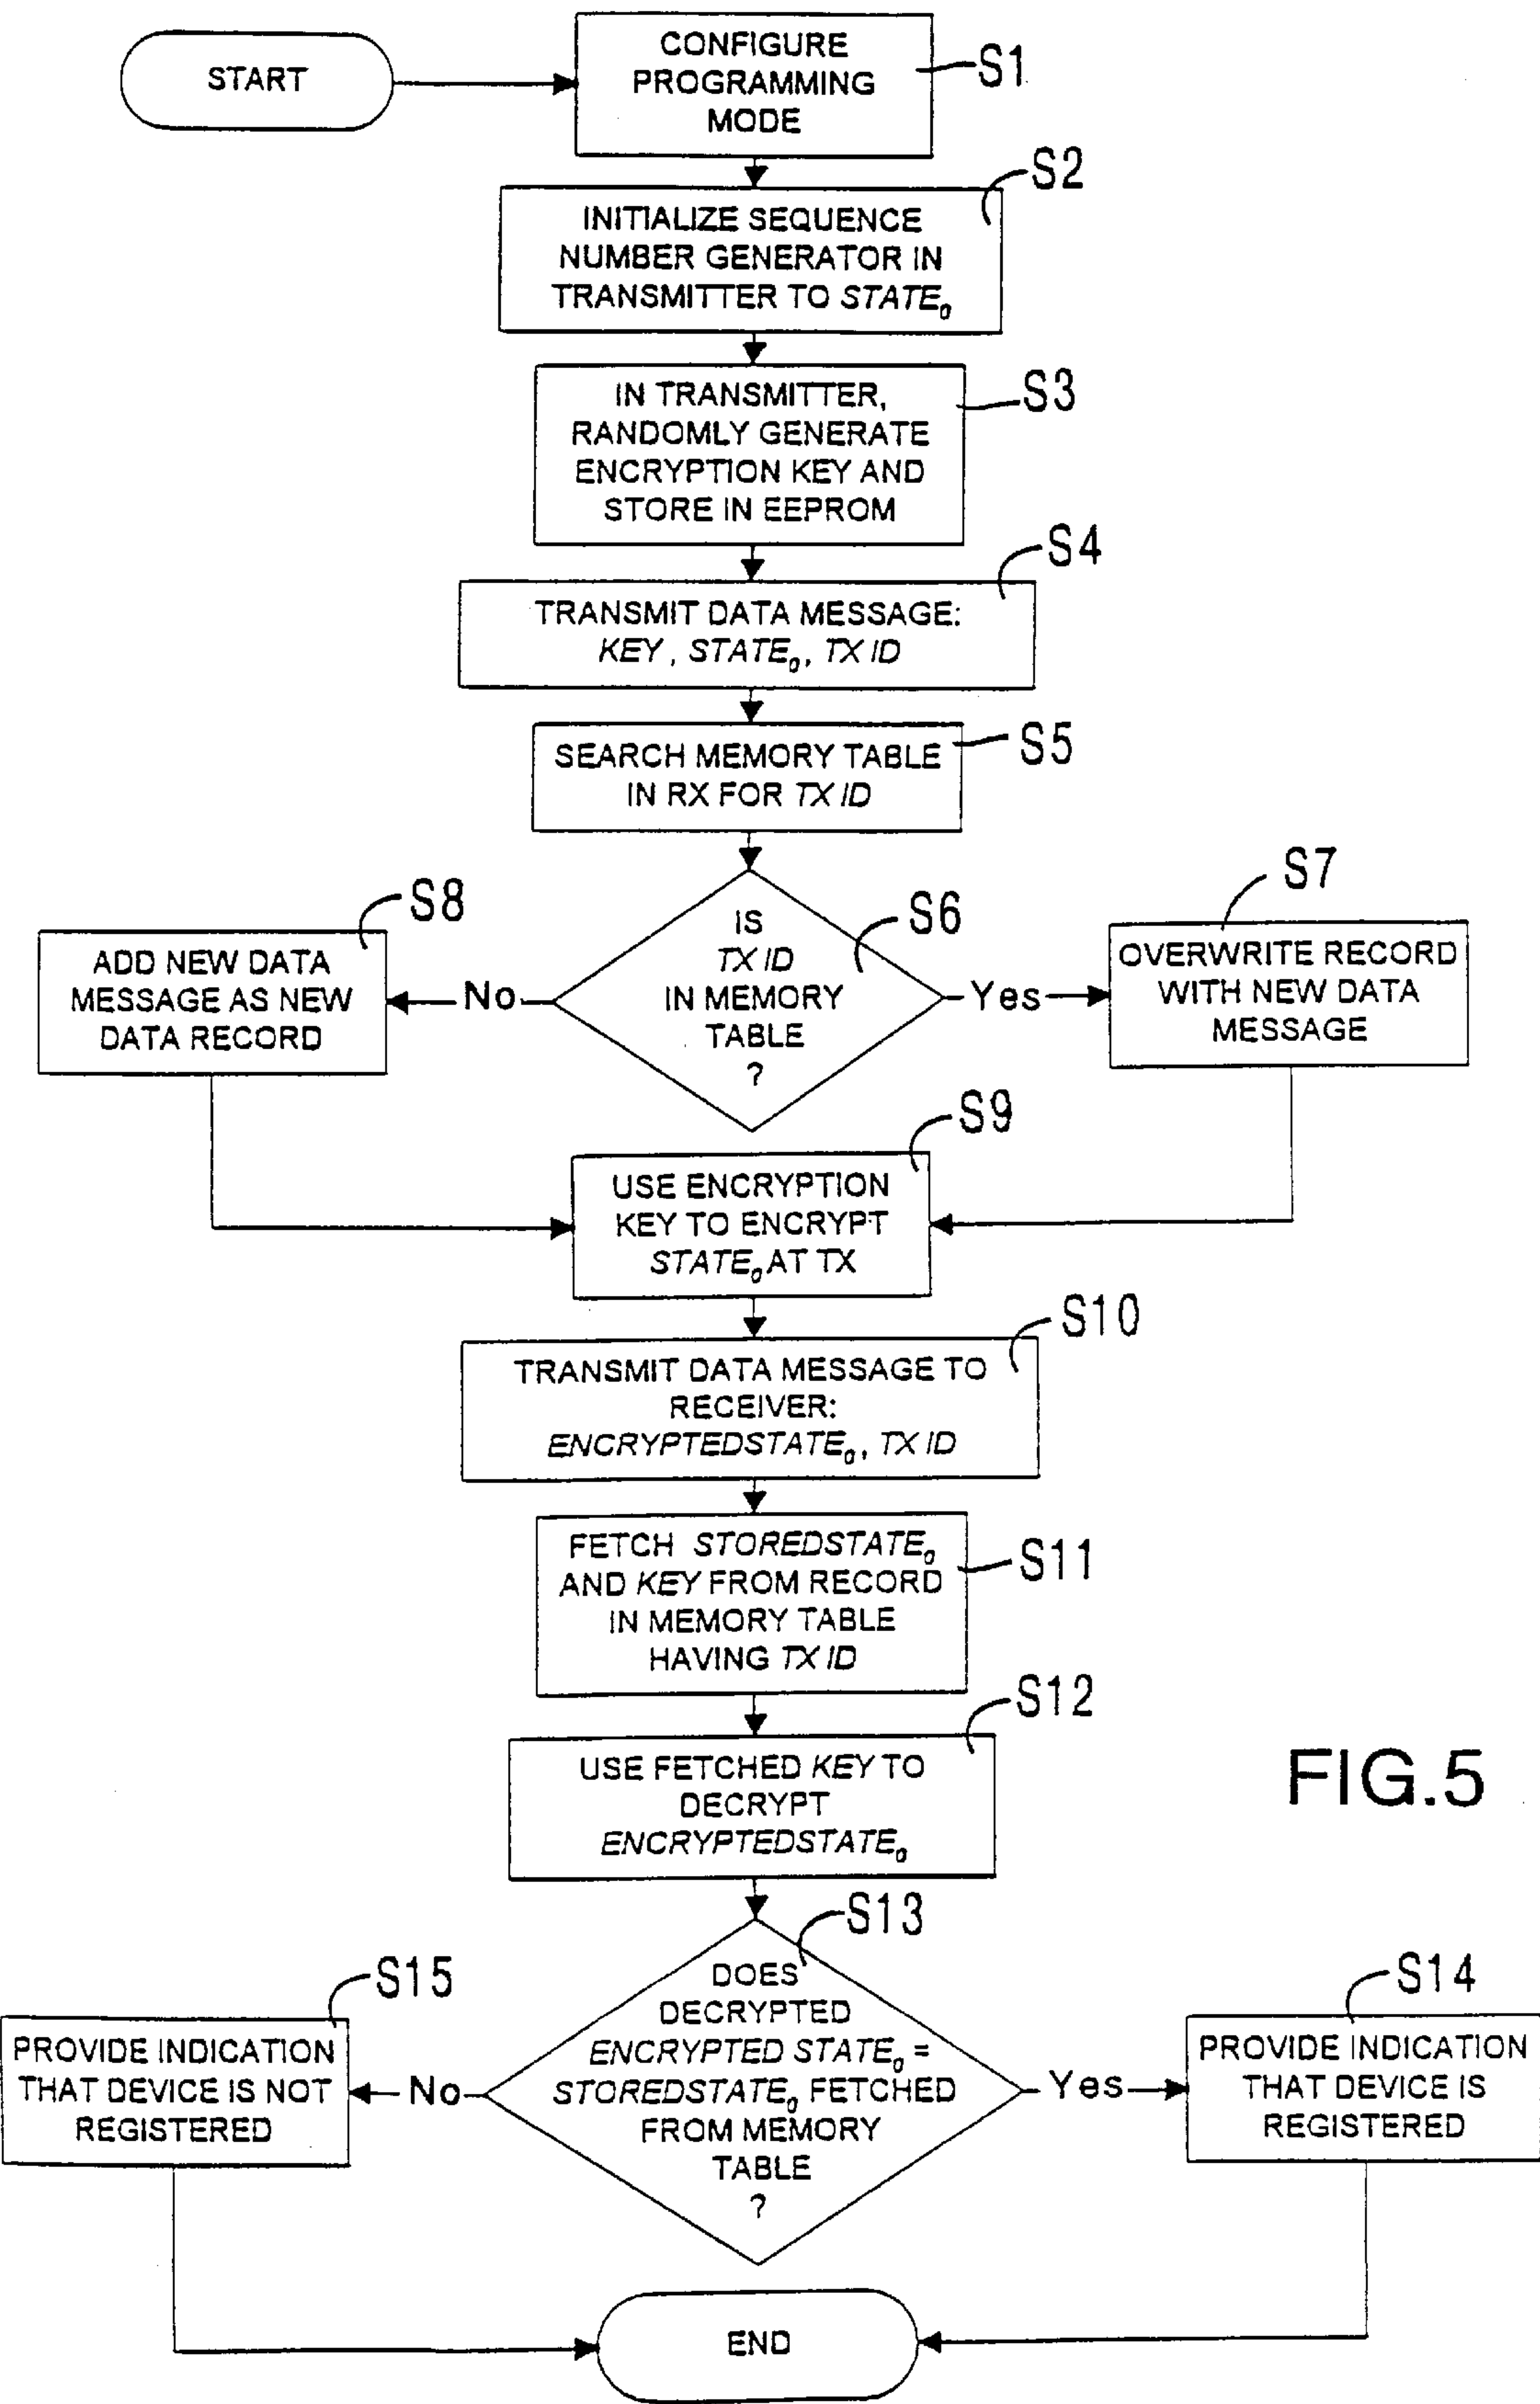 START
CONFIGURE
PROGRAMMING
MODE
S1
S2
INITIALIZE SEQUENCE
NUMBER GENERATOR IN
TRANSMITTER TO STATE₀
IN TRANSMITTER,
RANDOMLY GENERATE
ENCRYPTION KEY AND
STORE IN EEPROM
S3
S4
TRANSMIT DATA MESSAGE:
KEY, STATE₀, TX ID
SEARCH MEMORY TABLE
IN RX FOR TX ID
S5
S8
ADD NEW DATA
MESSAGE AS NEW
DATA RECORD
No
IS
TX ID
IN MEMORY
TABLE
?
S6
Yes
S7
OVERWRITE RECORD
WITH NEW DATA
MESSAGE
S9
USE ENCRYPTION
KEY TO ENCRYPT
STATE₀ AT TX
S10
TRANSMIT DATA MESSAGE TO
RECEIVER:
ENCRYPTEDSTATE₀, TX ID
FETCH STOREDSTATE₀
AND KEY FROM RECORD
IN MEMORY TABLE
HAVING TX ID
S11
S12
USE FETCHED KEY TO
DECRYPT
ENCRYPTEDSTATE₀
FIG.5
S13
DOES
DECRYPTED
ENCRYPTED STATE₀ =
STOREDSTATE₀ FETCHED
FROM MEMORY
TABLE
?
S15
PROVIDE INDICATION
THAT DEVICE IS NOT
REGISTERED
No
Yes
S14
PROVIDE INDICATION
THAT DEVICE IS
REGISTERED
END